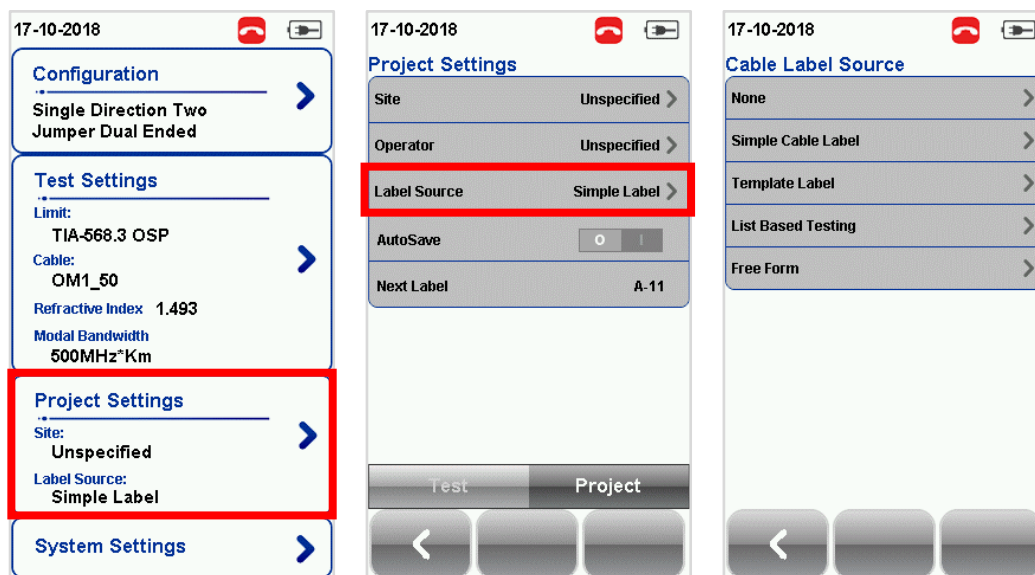 17-10-2018
Configuration
Single Direction Two
Jumper Dual Ended
Test Settings
Limit:
TIA-568.3 OSP
Cable:
OM1_50
Refractive Index 1.493
Modal Bandwidth
500MHz*Km
Project Settings
Site:
Unspecified
Label Source:
Simple Label
System Settings
17-10-2018
Project Settings
Site Unspecified
Operator Unspecified
Label Source Simple Label
AutoSave O I
Next Label A-11
Test Project
17-10-2018
Cable Label Source
None
Simple Cable Label
Template Label
List Based Testing
Free Form